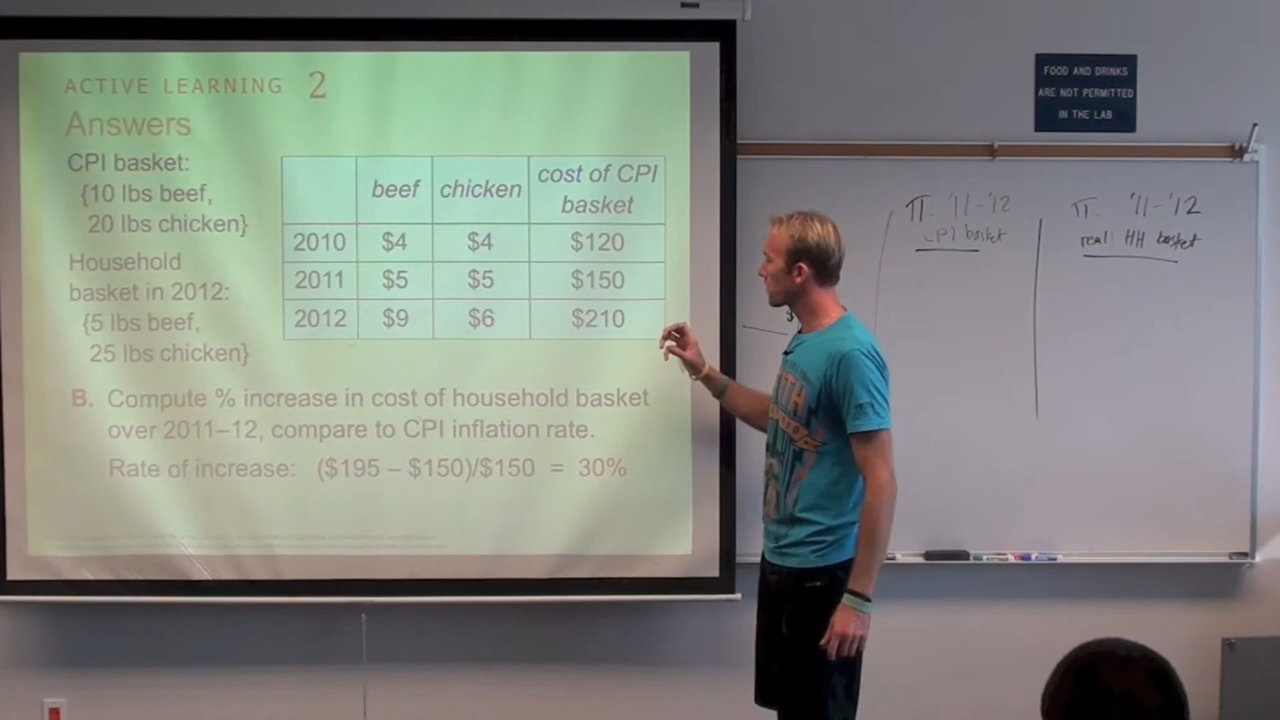 ACTIVE LEARNING 2
Answers
CPI basket:
{10 lbs beef,
20 lbs chicken}
Household
basket in 2012:
{5 lbs beef,
25 lbs chicken}
beef chicken cost of CPI basket
2010 $4 $4 $120
2011 $5 $5 $150
2012 $9 $6 $210
B. Compute % increase in cost of household basket
over 2011–12, compare to CPI inflation rate.
Rate of increase: ($195 – $150)/$150 = 30%
FOOD AND DRINKS
ARE NOT PERMITTED
IN THE LAB
π: '11-'12
CPI basket
π: '11-'12
real HH basket